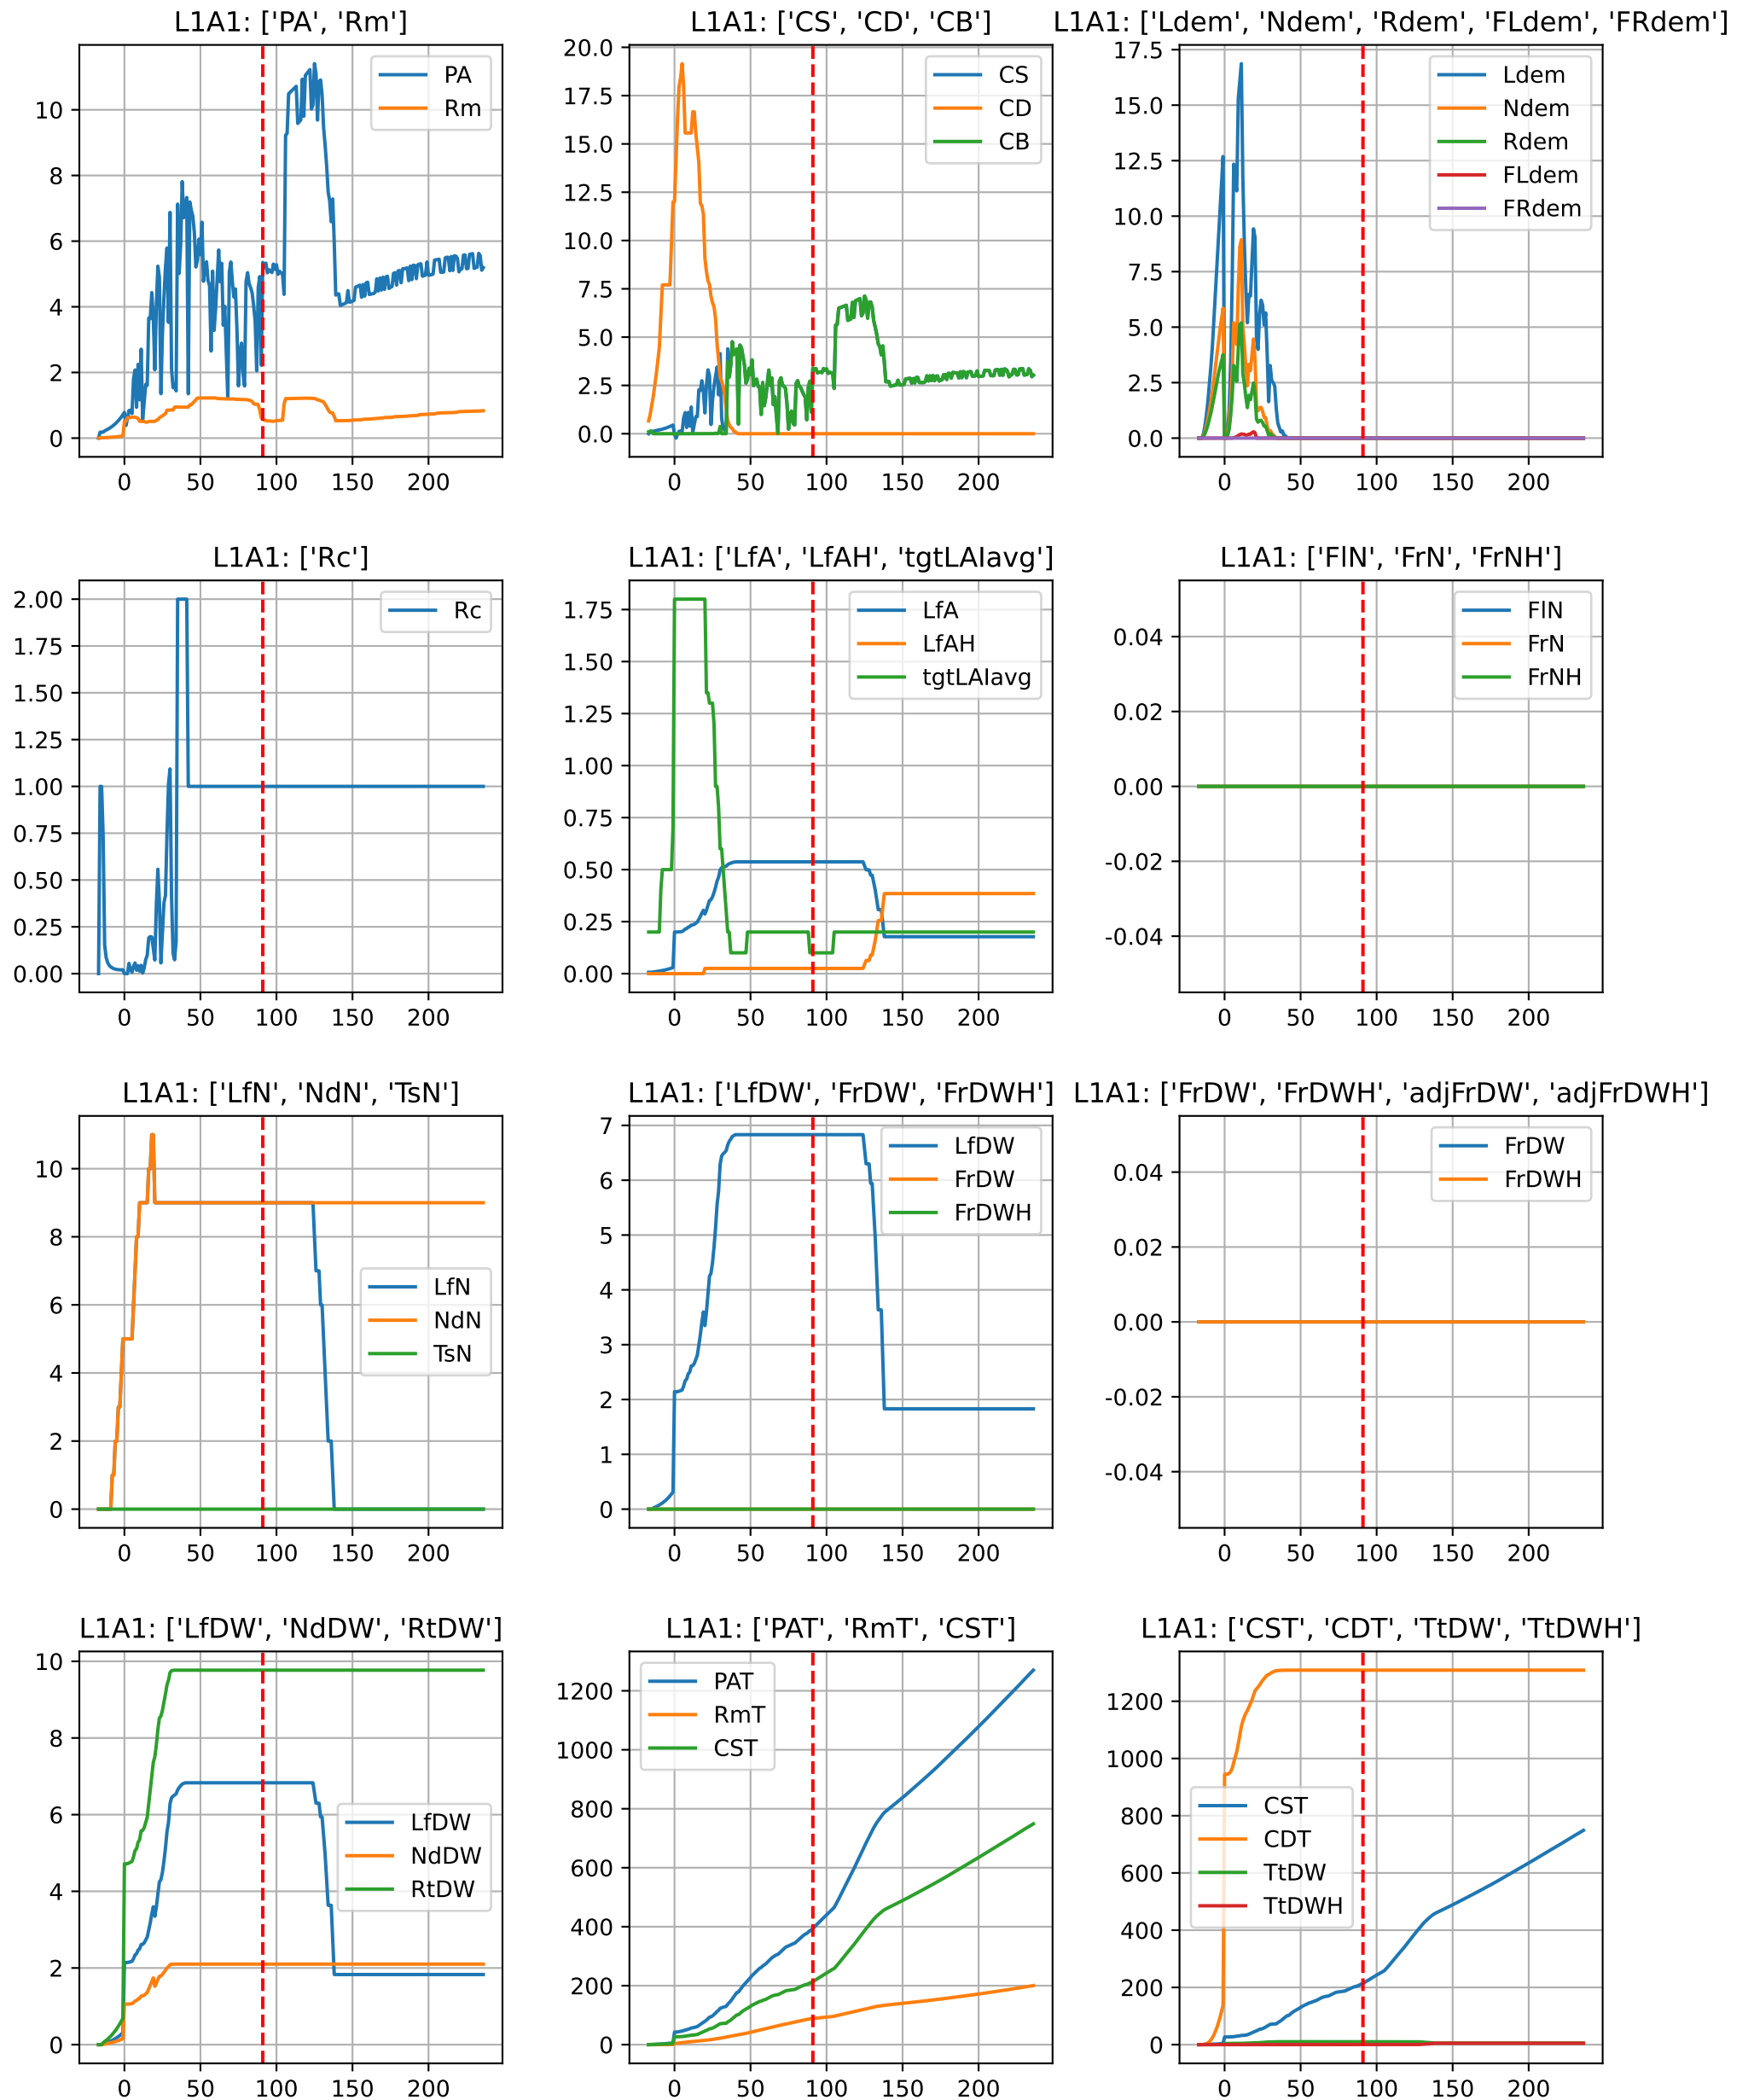 L1A1: ['PA', 'Rm']
PA
Rm
10
8
6
4
2
0
0 50 100 150 200
L1A1: ['CS', 'CD', 'CB']
CS
CD
CB
20.0
17.5
15.0
12.5
10.0
7.5
5.0
2.5
0.0
0 50 100 150 200
L1A1: ['Ldem', 'Ndem', 'Rdem', 'FLdem', 'FRdem']
Ldem
Ndem
Rdem
FLdem
FRdem
17.5
15.0
12.5
10.0
7.5
5.0
2.5
0.0
0 50 100 150 200
L1A1: ['Rc']
Rc
2.00
1.75
1.50
1.25
1.00
0.75
0.50
0.25
0.00
0 50 100 150 200
L1A1: ['LfA', 'LfAH', 'tgtLAIavg']
LfA
LfAH
tgtLAIavg
1.75
1.50
1.25
1.00
0.75
0.50
0.25
0.00
0 50 100 150 200
L1A1: ['FlN', 'FrN', 'FrNH']
FlN
FrN
FrNH
0.04
0.02
0.00
-0.02
-0.04
0 50 100 150 200
L1A1: ['LfN', 'NdN', 'TsN']
LfN
NdN
TsN
10
8
6
4
2
0
0 50 100 150 200
L1A1: ['LfDW', 'FrDW', 'FrDWH']
LfDW
FrDW
FrDWH
7
6
5
4
3
2
1
0
0 50 100 150 200
L1A1: ['FrDW', 'FrDWH', 'adjFrDW', 'adjFrDWH']
FrDW
FrDWH
0.04
0.02
0.00
-0.02
-0.04
0 50 100 150 200
L1A1: ['LfDW', 'NdDW', 'RtDW']
LfDW
NdDW
RtDW
10
8
6
4
2
0
0 50 100 150 200
L1A1: ['PAT', 'RmT', 'CST']
PAT
RmT
CST
1200
1000
800
600
400
200
0
0 50 100 150 200
L1A1: ['CST', 'CDT', 'TtDW', 'TtDWH']
CST
CDT
TtDW
TtDWH
1200
1000
800
600
400
200
0
0 50 100 150 200